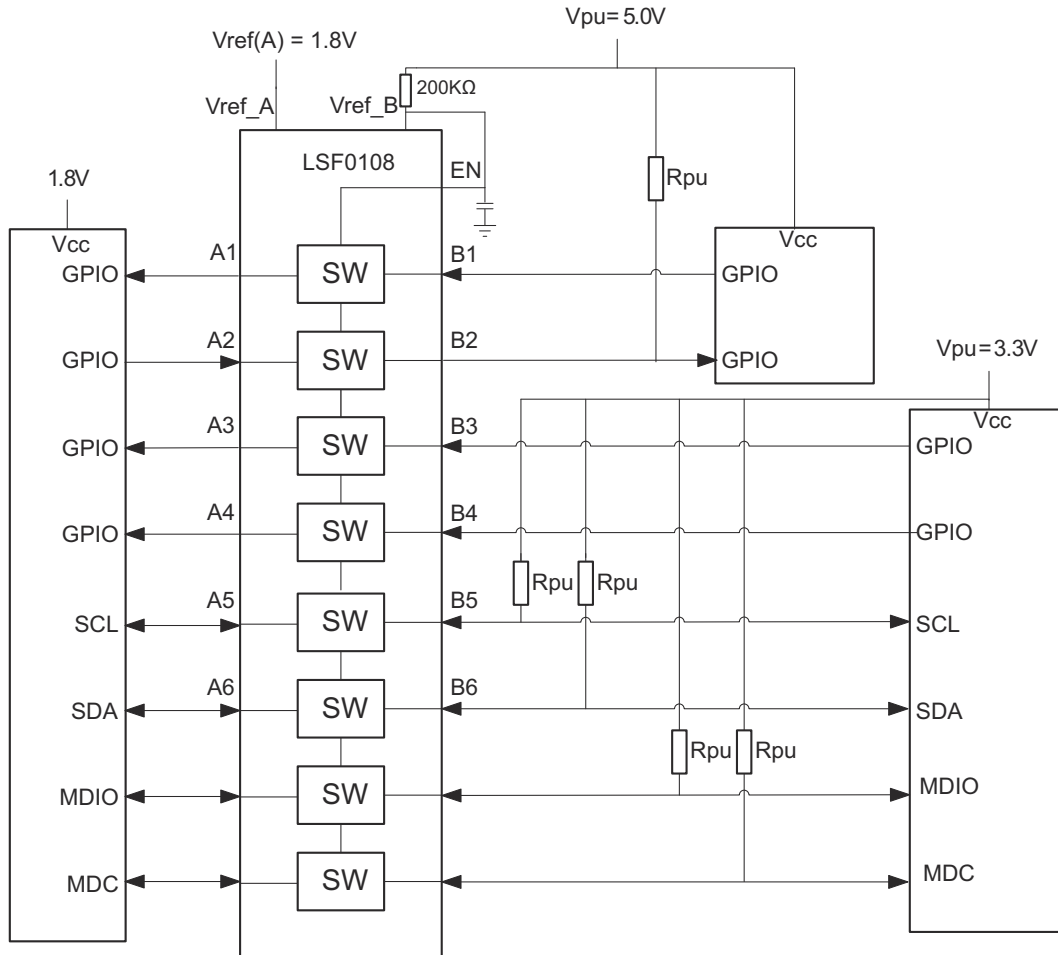 Vpu= 5.0V
Vref(A) = 1.8V
200KΩ
Vref_A
Vref_B
LSF0108
EN
Rpu
1.8V
Vcc
GPIO
A1
SW
B1
Vcc
GPIO
GPIO
A2
SW
B2
GPIO
Vpu=3.3V
Vcc
GPIO
A3
SW
B3
GPIO
GPIO
A4
SW
B4
GPIO
Rpu
Rpu
SCL
A5
SW
B5
SCL
SDA
A6
SW
B6
SDA
Rpu
Rpu
MDIO
SW
MDIO
MDC
SW
MDC